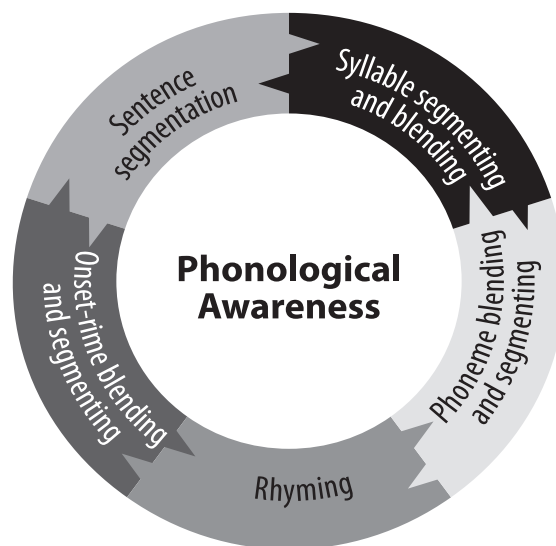 Phonological
Awareness
Sentence
segmentation
Syllable segmenting
and blending
Phoneme blending
and segmenting
Rhyming
Onset-rime blending
and segmenting